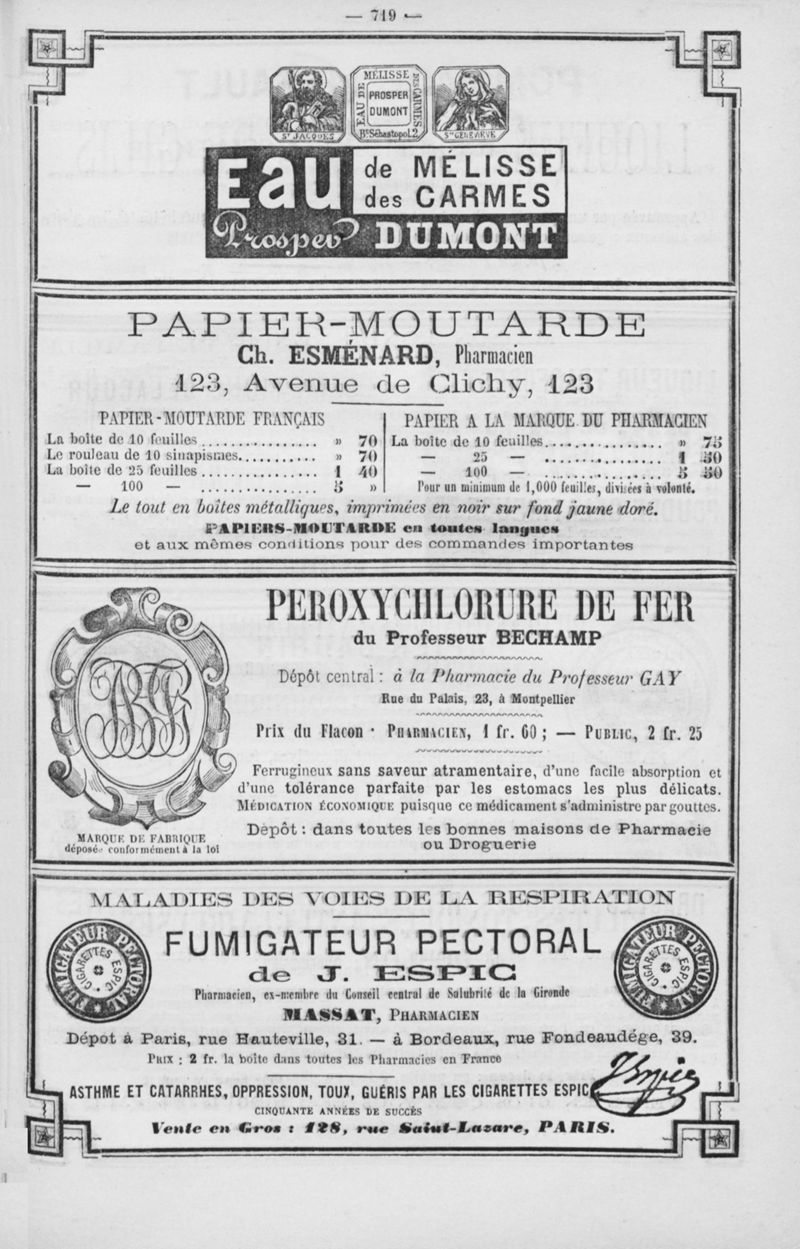 — 719 —
St JACQUES
EAU DE MÉLISSE DES CARMES
PROSPER
DUMONT
Bd Sébastopol. 2
Ste GENEVIÈVE
Eau de MÉLISSE
des CARMES
Prosper DUMONT
PAPIER-MOUTARDE
Ch. ESMÉNARD, Pharmacien
123, Avenue de Clichy, 123
PAPIER-MOUTARDE FRANÇAIS
La boîte de 10 feuilles ................ » 70
Le rouleau de 10 sinapismes........... » 70
La boîte de 25 feuilles ................. 1 40
— 100 — ................. 5 »
PAPIER A LA MARQUE DU PHARMACIEN
La boîte de 10 feuilles................. » 75
— 25 — ................. 1 50
— 100 — ................. 5 50
Pour un minimum de 1,000 feuilles, divisées à volonté.
Le tout en boîtes métalliques, imprimées en noir sur fond jaune doré.
PAPIERS-MOUTARDE en toutes langues
et aux mêmes conditions pour des commandes importantes
PEROXYCHLORURE DE FER
du Professeur BECHAMP
Dépôt central : à la Pharmacie du Professeur GAY
Rue du Palais, 23, à Montpellier
Prix du Flacon · PHARMACIEN, 1 fr. 60 ; — PUBLIC, 2 fr. 25
Ferrugineux sans saveur atramentaire, d'une facile absorption et
d'une tolérance parfaite par les estomacs les plus délicats.
MÉDICATION ÉCONOMIQUE puisque ce médicament s'administre par gouttes.
Dépôt : dans toutes les bonnes maisons de Pharmacie
ou Droguerie
MARQUE DE FABRIQUE
déposée conformément à la loi
MALADIES DES VOIES DE LA RESPIRATION
FUMIGATEUR PECTORAL
CIGARETTES ESPIC
FUMIGATEUR PECTORAL
de J. ESPIC
FUMIGATEUR PECTORAL
CIGARETTES ESPIC
Pharmacien, ex-membre du Conseil central de Salubrité de la Gironde
MASSAT, PHARMACIEN
Dépot à Paris, rue Hauteville, 31. — à Bordeaux, rue Fondeaudége, 39.
PRIX : 2 fr. la boîte dans toutes les Pharmacies en France
ASTHME ET CATARRHES, OPPRESSION, TOUX, GUÉRIS PAR LES CIGARETTES ESPIC
J Espic
CINQUANTE ANNÉES DE SUCCÈS
Vente en Gros : 128, rue Saint-Lazare, PARIS.